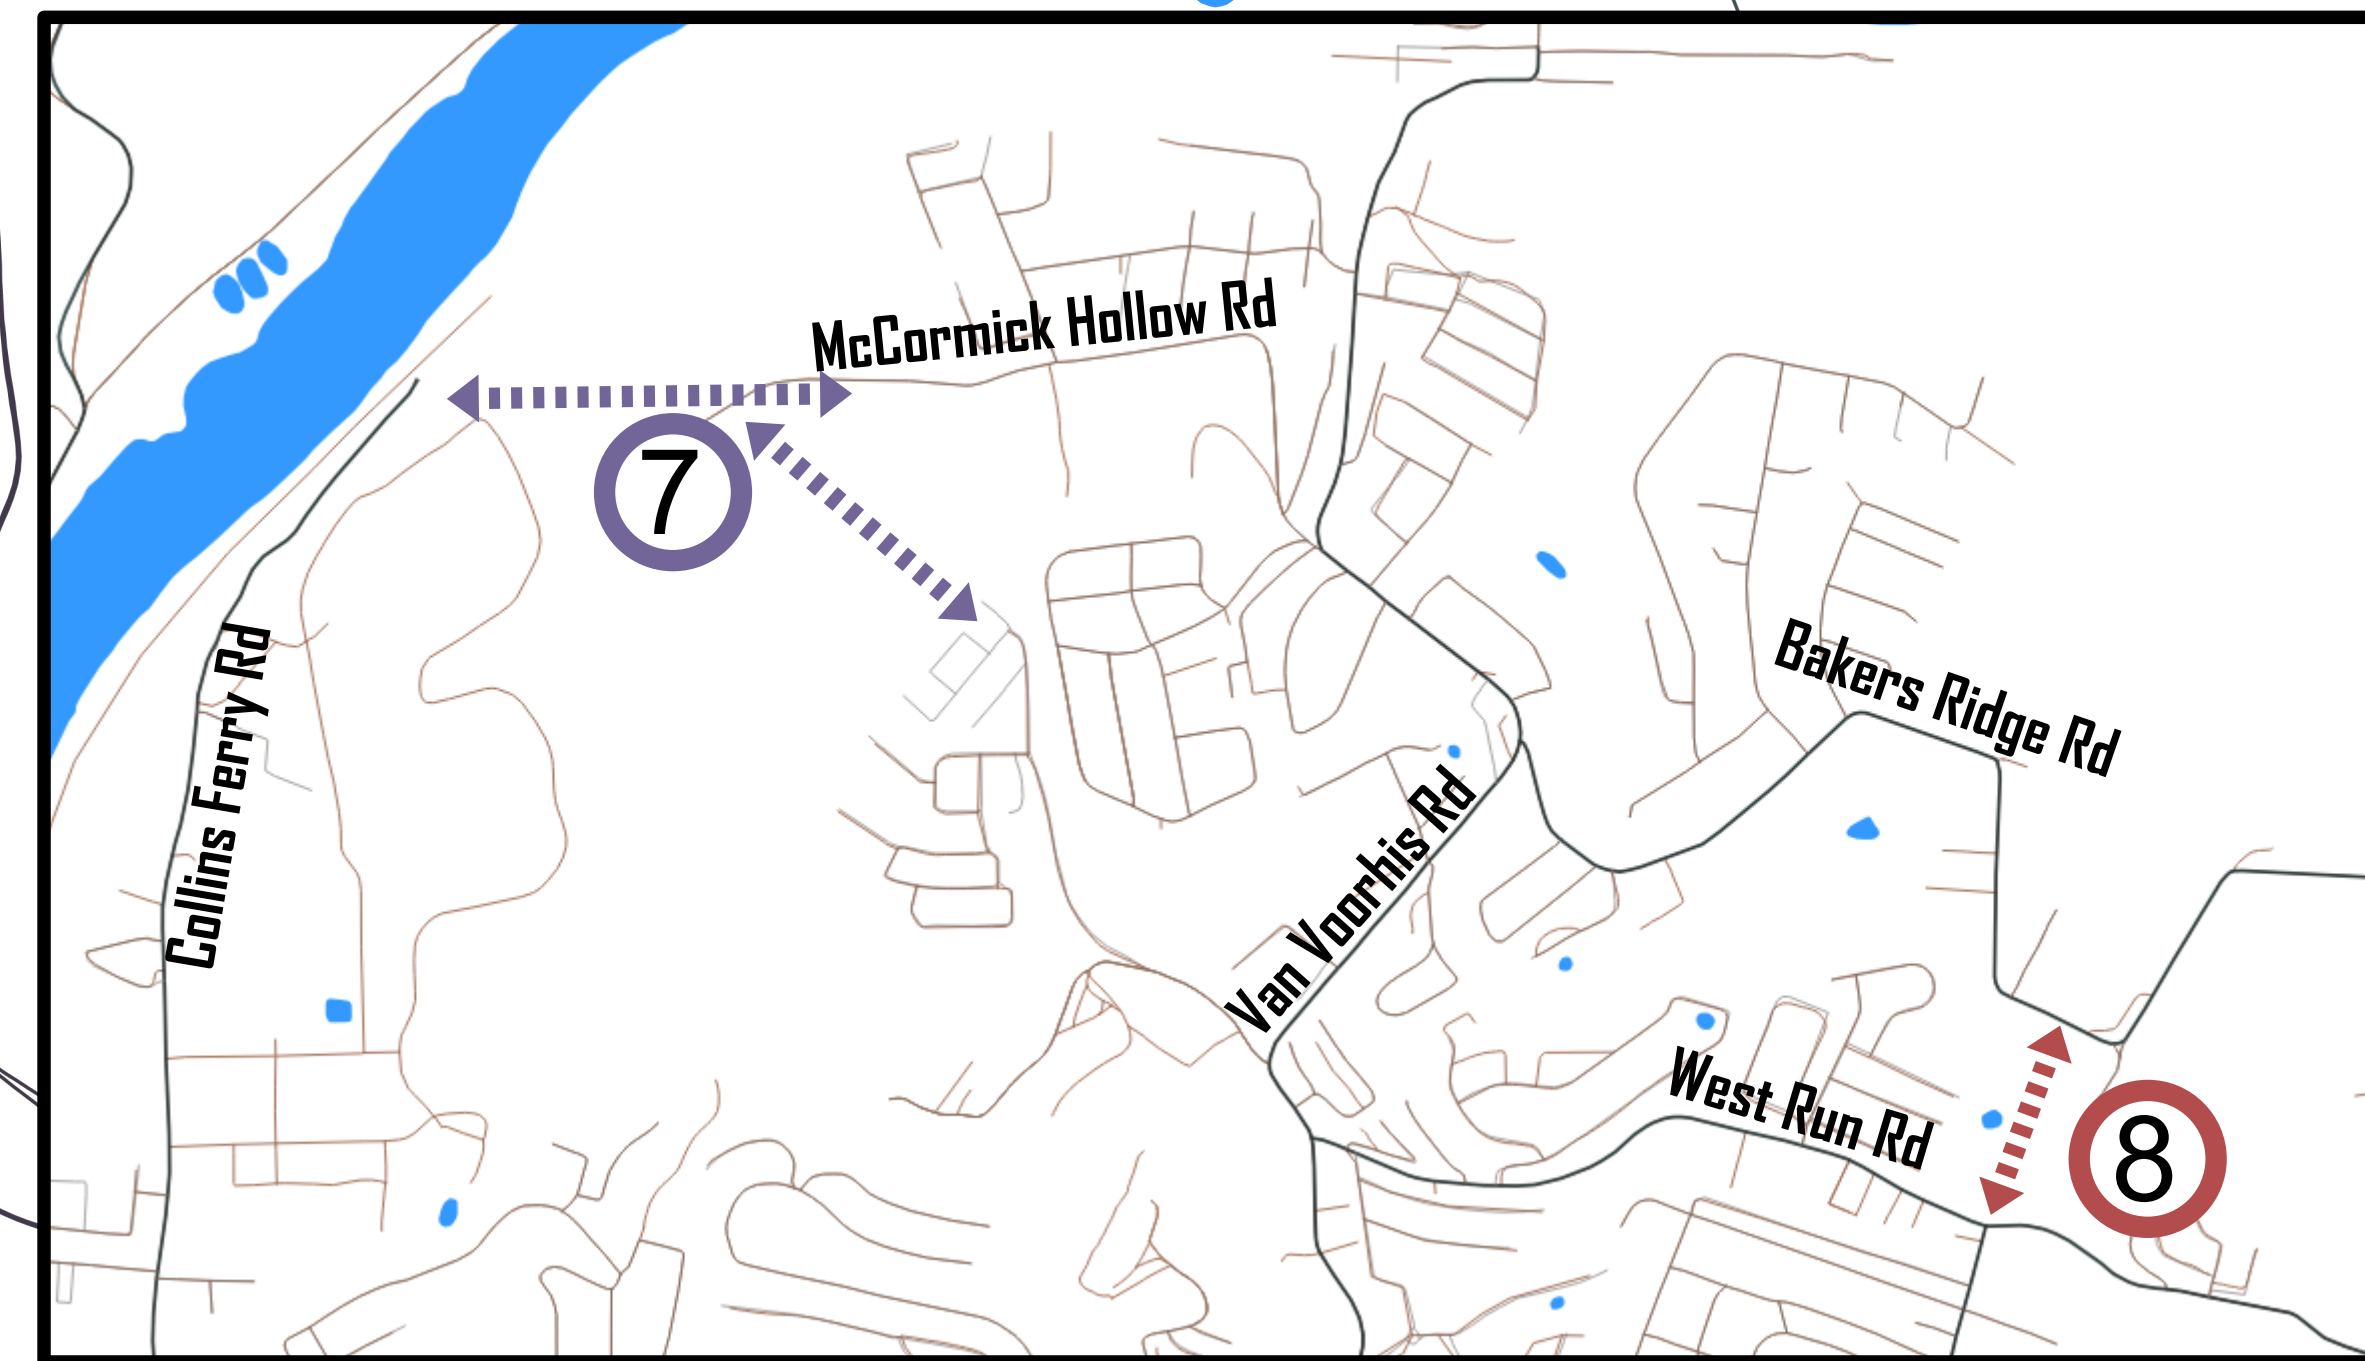 McCormick Hollow Rd
7
Collins Ferry Rd
Bakers Ridge Rd
Van Voorhis Rd
West Run Rd
8